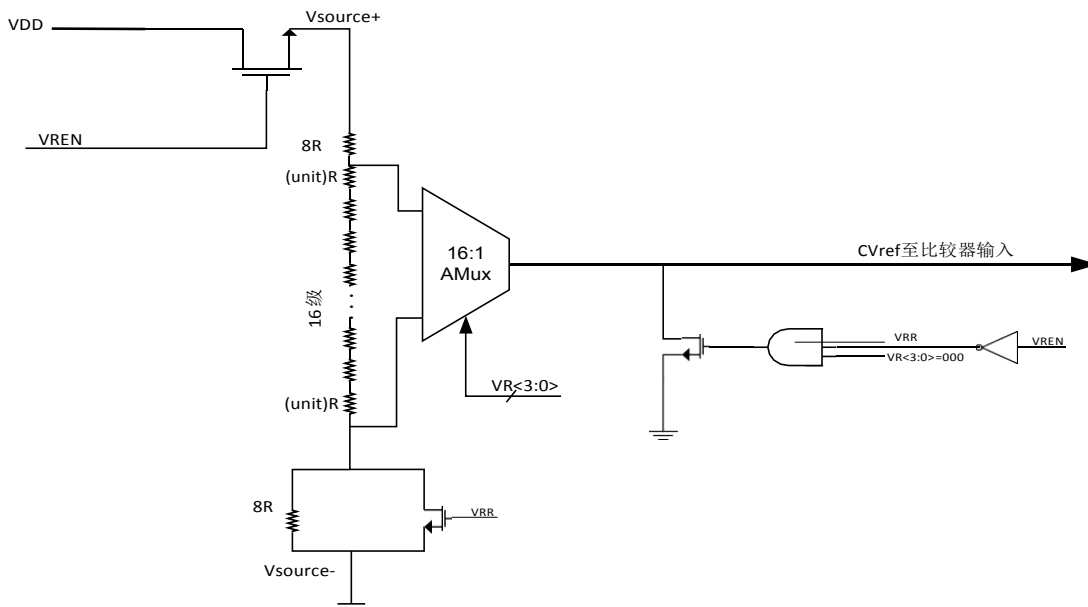 Vsource+
VDD
VREN
8R
(unit)R
16:1
AMux
CVref至比较器输入
16级
...
VRR
VREN
VR<3:0>=000
VR<3:0>
(unit)R
8R
VRR
Vsource-